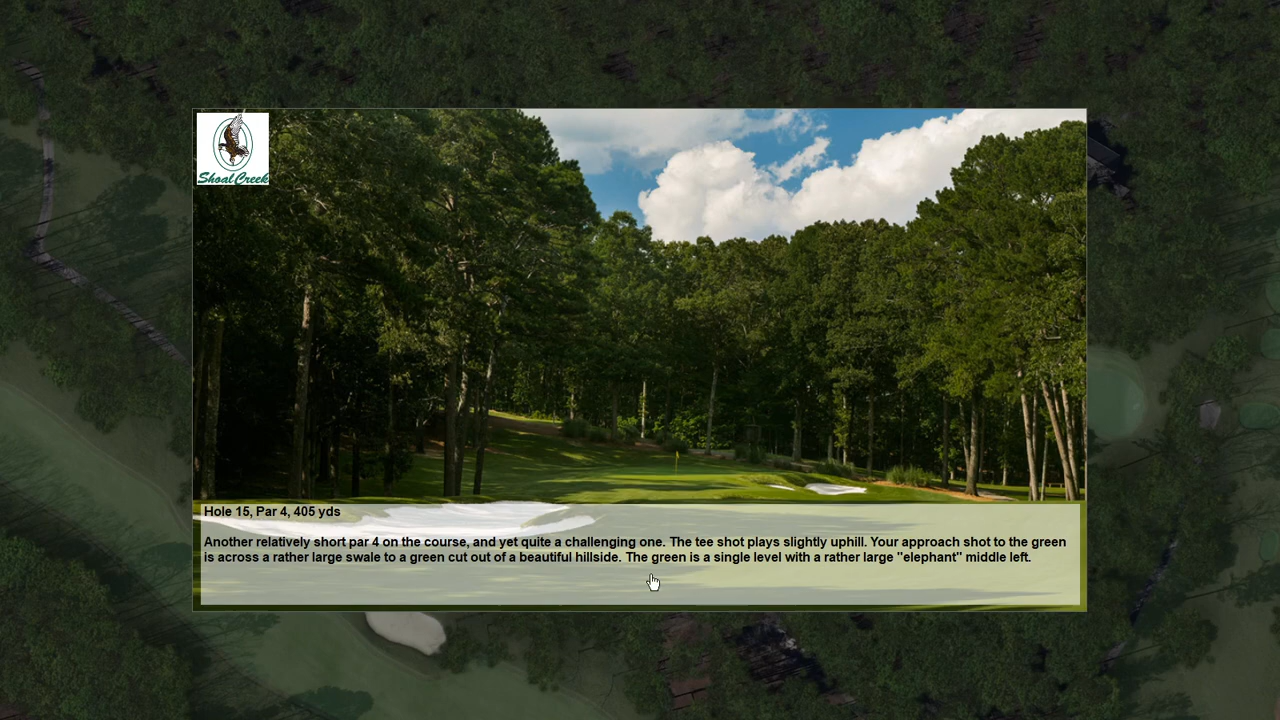 Shoal Creek
Hole 15, Par 4, 405 yds
Another relatively short par 4 on the course, and yet quite a challenging one. The tee shot plays slightly uphill. Your approach shot to the green
is across a rather large swale to a green cut out of a beautiful hillside. The green is a single level with a rather large "elephant" middle left.